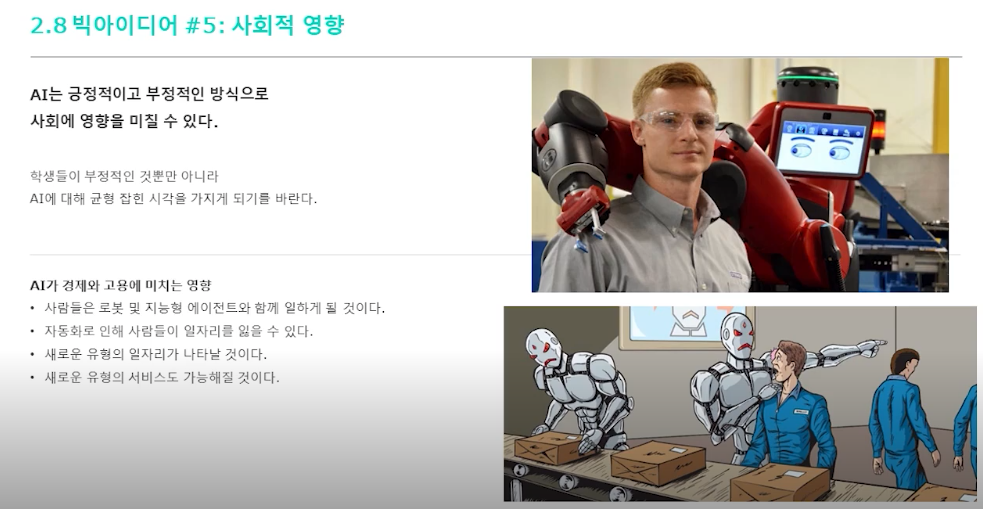 2.8 빅아이디어 #5: 사회적 영향
AI는 긍정적이고 부정적인 방식으로
사회에 영향을 미칠 수 있다.
학생들이 부정적인 것뿐만 아니라
AI에 대해 균형 잡힌 시각을 가지게 되기를 바란다.
AI가 경제와 고용에 미치는 영향
• 사람들은 로봇 및 지능형 에이전트와 함께 일하게 될 것이다.
• 자동화로 인해 사람들이 일자리를 잃을 수 있다.
• 새로운 유형의 일자리가 나타날 것이다.
• 새로운 유형의 서비스도 가능해질 것이다.